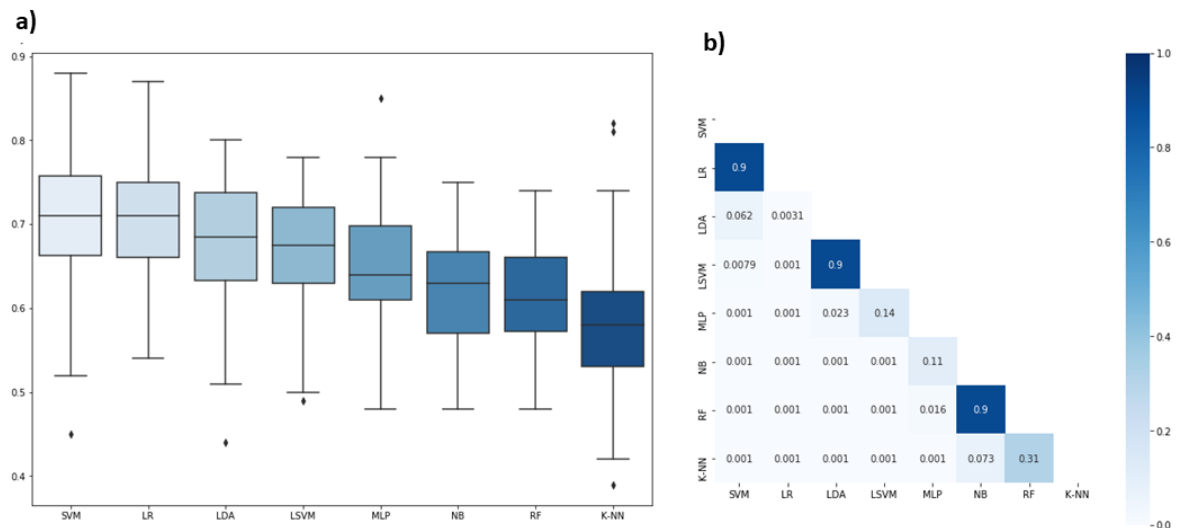 a)
0.9
0.8
0.7
0.6
0.5
0.4
SVM LR LDA LSVM MLP NB RF K-NN
b)
SVM
LR 0.9
LDA 0.062 0.0031
LSVM 0.0079 0.001 0.9
MLP 0.001 0.001 0.023 0.14
NB 0.001 0.001 0.001 0.001 0.11
RF 0.001 0.001 0.001 0.001 0.016 0.9
K-NN 0.001 0.001 0.001 0.001 0.001 0.073 0.31
SVM LR LDA LSVM MLP NB RF K-NN
1.0
0.8
0.6
0.4
0.2
0.0